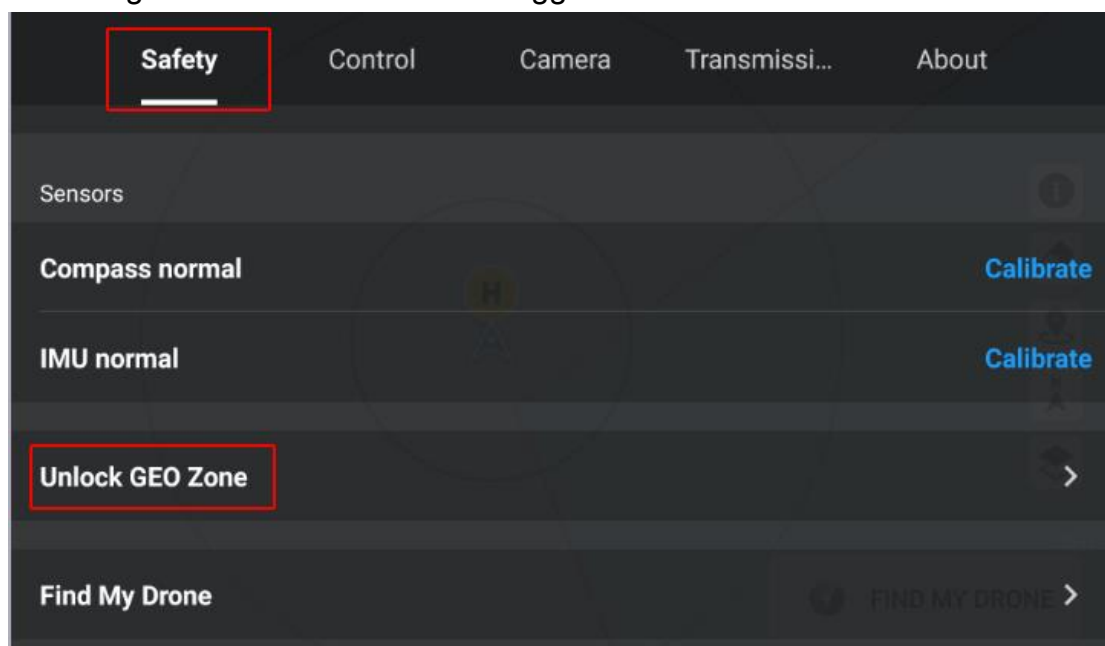 Safety Control Camera Transmissi... About
Sensors
Compass normal Calibrate
IMU normal Calibrate
Unlock GEO Zone
Find My Drone FIND MY DRONE
H